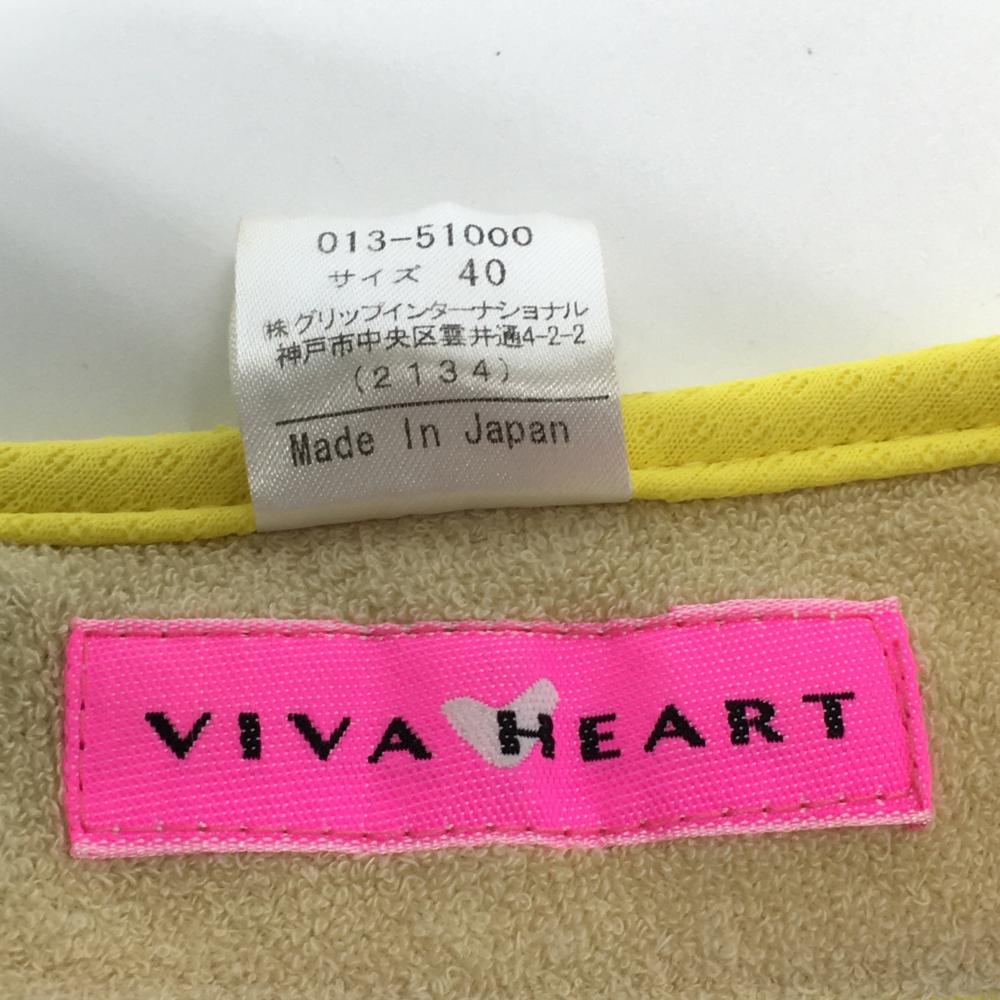 013-51000
サイズ 40
㈱グリップインターナショナル
神戸市中央区雲井通4-2-2
(2134)
Made In Japan
VIVA HEART